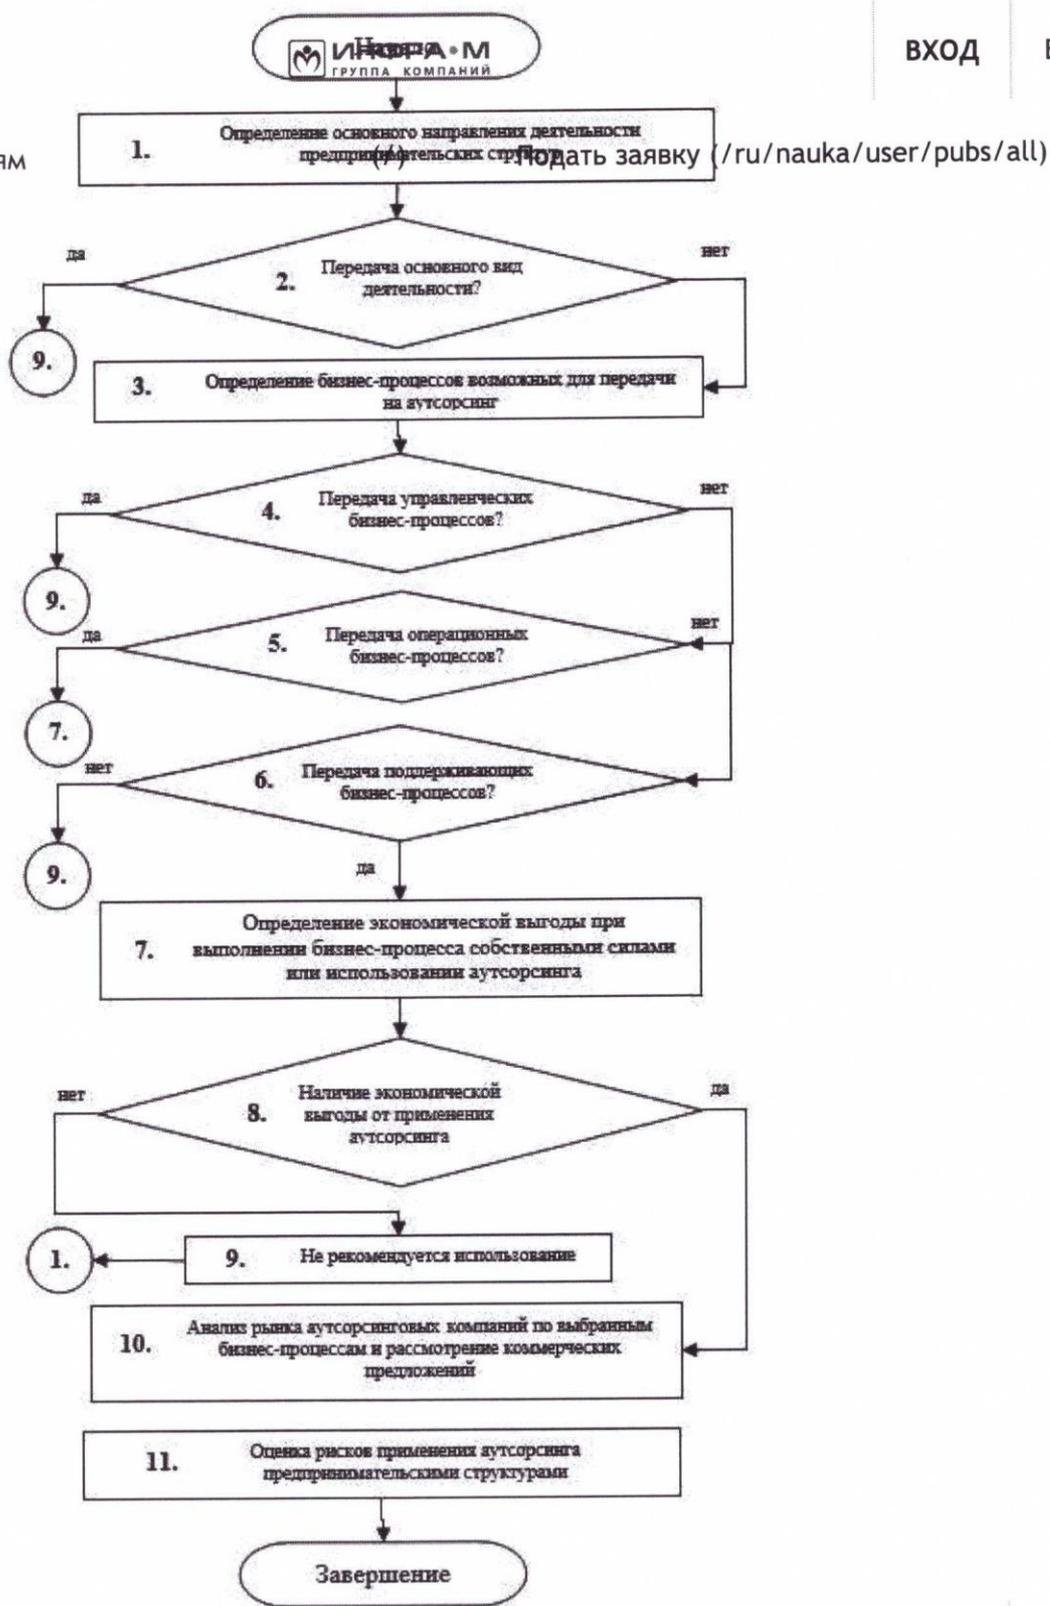 ИНФРА•М
ГРУППА КОМПАНИЙ
ВХОД
1. Определение основного направления деятельности
предпринимательских структур
(/)
Подать заявку (/ru/nauka/user/pubs/all)
ям
да
нет
2. Передача основного вид
деятельности?
9.
3. Определение бизнес-процессов возможных для передачи
на аутсорсинг
да
нет
4. Передача управленческих
бизнес-процессов?
9.
да
нет
5. Передача операционных
бизнес-процессов?
7.
нет
6. Передача поддерживающих
бизнес-процессов?
9.
да
7. Определение экономической выгоды при
выполнении бизнес-процесса собственными силами
или использовании аутсорсинга
нет
да
8. Наличие экономической
выгоды от применения
аутсорсинга
1.
9. Не рекомендуется использование
10. Анализ рынка аутсорсинговых компаний по выбранным
бизнес-процессам и рассмотрение коммерческих
предложений
11. Оценка рисков применения аутсорсинга
предпринимательскими структурами
Завершение